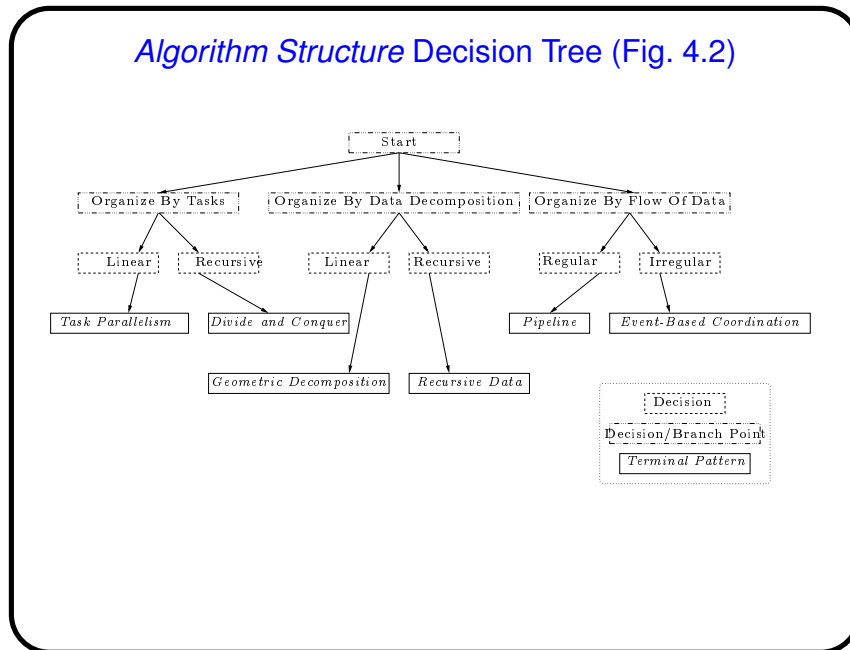 Algorithm Structure Decision Tree (Fig. 4.2)
Start
Organize By Tasks
Organize By Data Decomposition
Organize By Flow Of Data
Linear
Recursive
Linear
Recursive
Regular
Irregular
Task Parallelism
Divide and Conquer
Pipeline
Event-Based Coordination
Geometric Decomposition
Recursive Data
Decision
Decision/Branch Point
Terminal Pattern